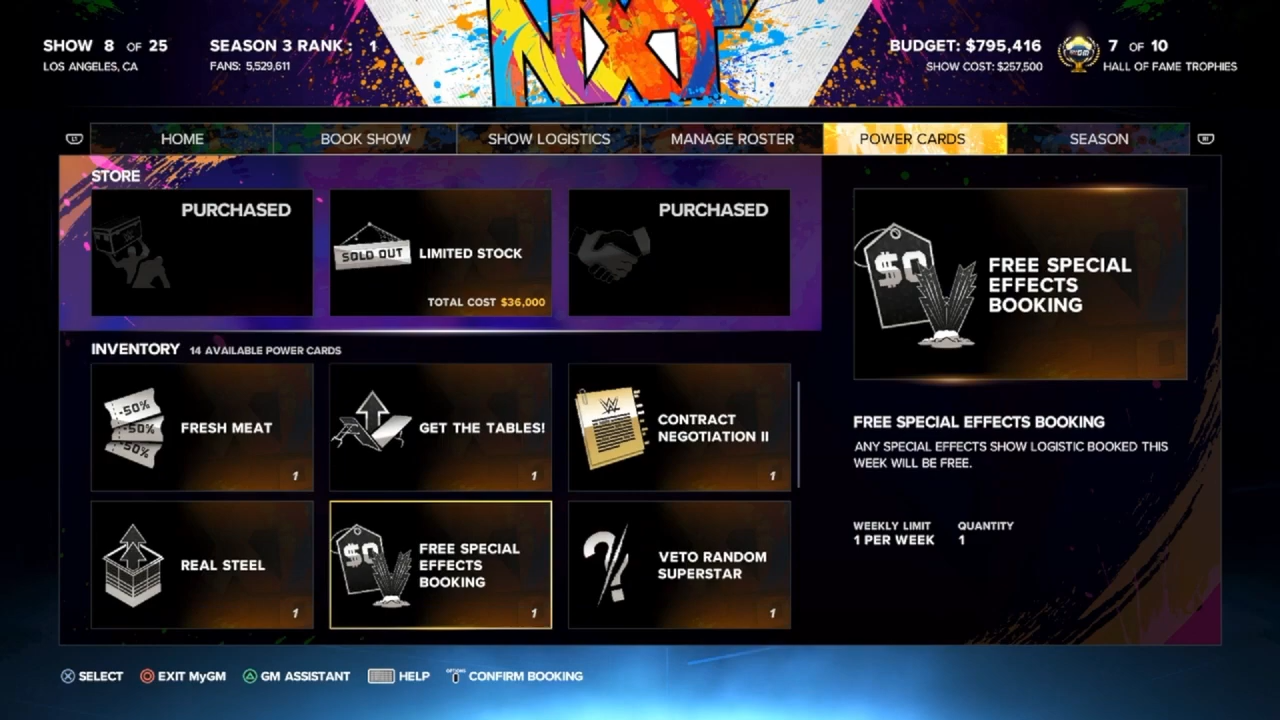 NXT
SHOW 8 OF 25
LOS ANGELES, CA
SEASON 3 RANK : 1
FANS: 5,529,611
BUDGET: $795,416
SHOW COST: $257,500
7 OF 10
HALL OF FAME TROPHIES
HOME
BOOK SHOW
SHOW LOGISTICS
MANAGE ROSTER
POWER CARDS
SEASON
STORE
PURCHASED
SOLD OUT
LIMITED STOCK
TOTAL COST $36,000
PURCHASED
INVENTORY 14 AVAILABLE POWER CARDS
-50%
-50%
50%
FRESH MEAT
1
GET THE TABLES!
1
CONTRACT
NEGOTIATION II
1
REAL STEEL
1
$0
FREE SPECIAL
EFFECTS
BOOKING
1
VETO RANDOM
SUPERSTAR
1
$0
FREE SPECIAL
EFFECTS
BOOKING
FREE SPECIAL EFFECTS BOOKING
ANY SPECIAL EFFECTS SHOW LOGISTIC BOOKED THIS
WEEK WILL BE FREE.
WEEKLY LIMIT
1 PER WEEK
QUANTITY
1
SELECT
EXIT MyGM
GM ASSISTANT
HELP
OPTIONS
CONFIRM BOOKING